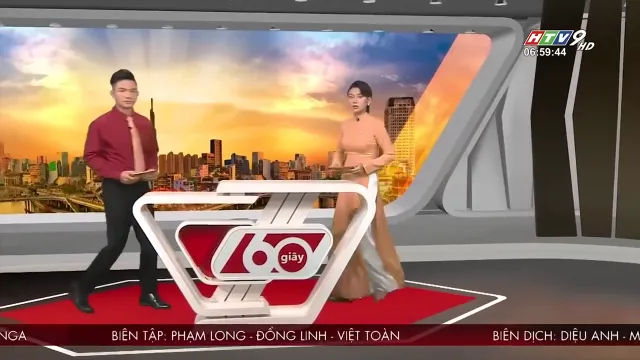 HTV9 HD
06:59:44
60 giây
NGA BIÊN TẬP: PHẠM LONG - ĐỒNG LINH - VIỆT TOÀN BIÊN DỊCH: DIỆU ANH - M